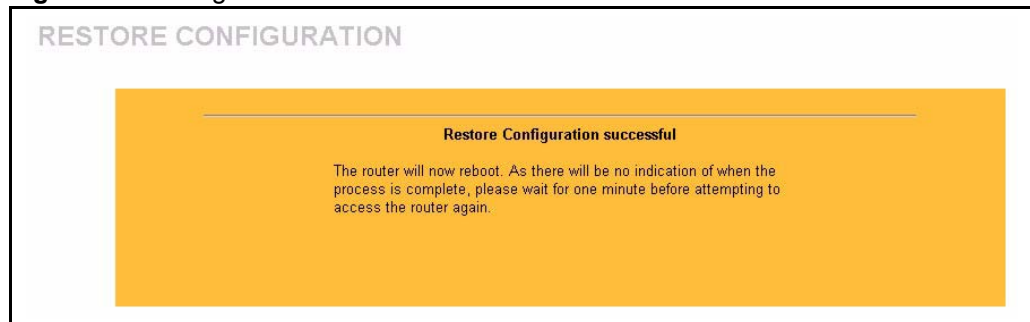 RESTORE CONFIGURATION
Restore Configuration successful
The router will now reboot. As there will be no indication of when the
process is complete, please wait for one minute before attempting to
access the router again.